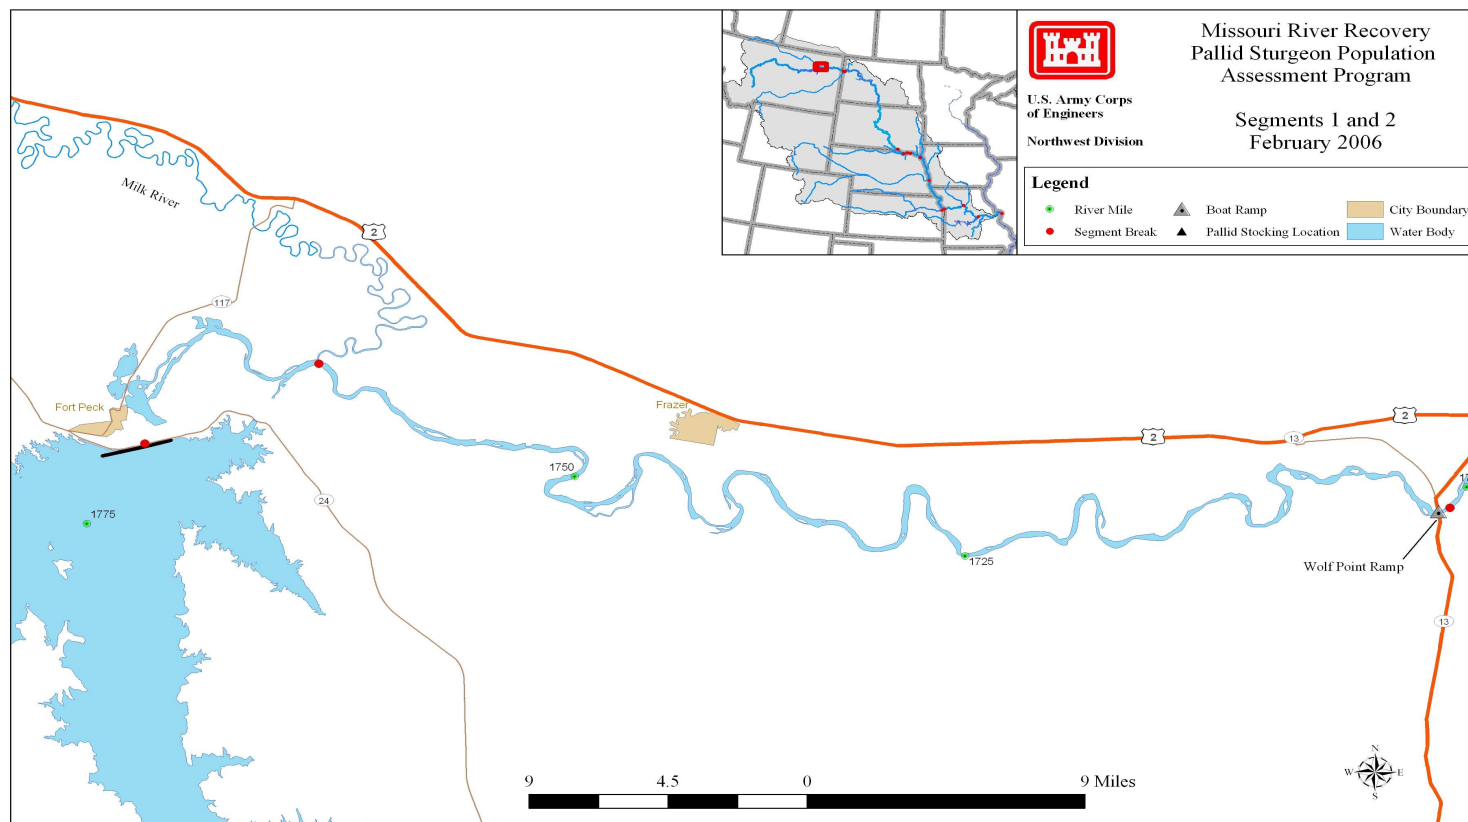 Missouri River Recovery
Pallid Sturgeon Population
Assessment Program
Segments 1 and 2
February 2006
U.S. Army Corps
of Engineers
Northwest Division
Legend
River Mile
Boat Ramp
City Boundary
Segment Break
Pallid Stocking Location
Water Body
Milk River
2
117
Fort Peck
Frazer
2
2
13
1750
24
1775
1725
Wolf Point Ramp
13
N
W E
S
9 4.5 0 9 Miles